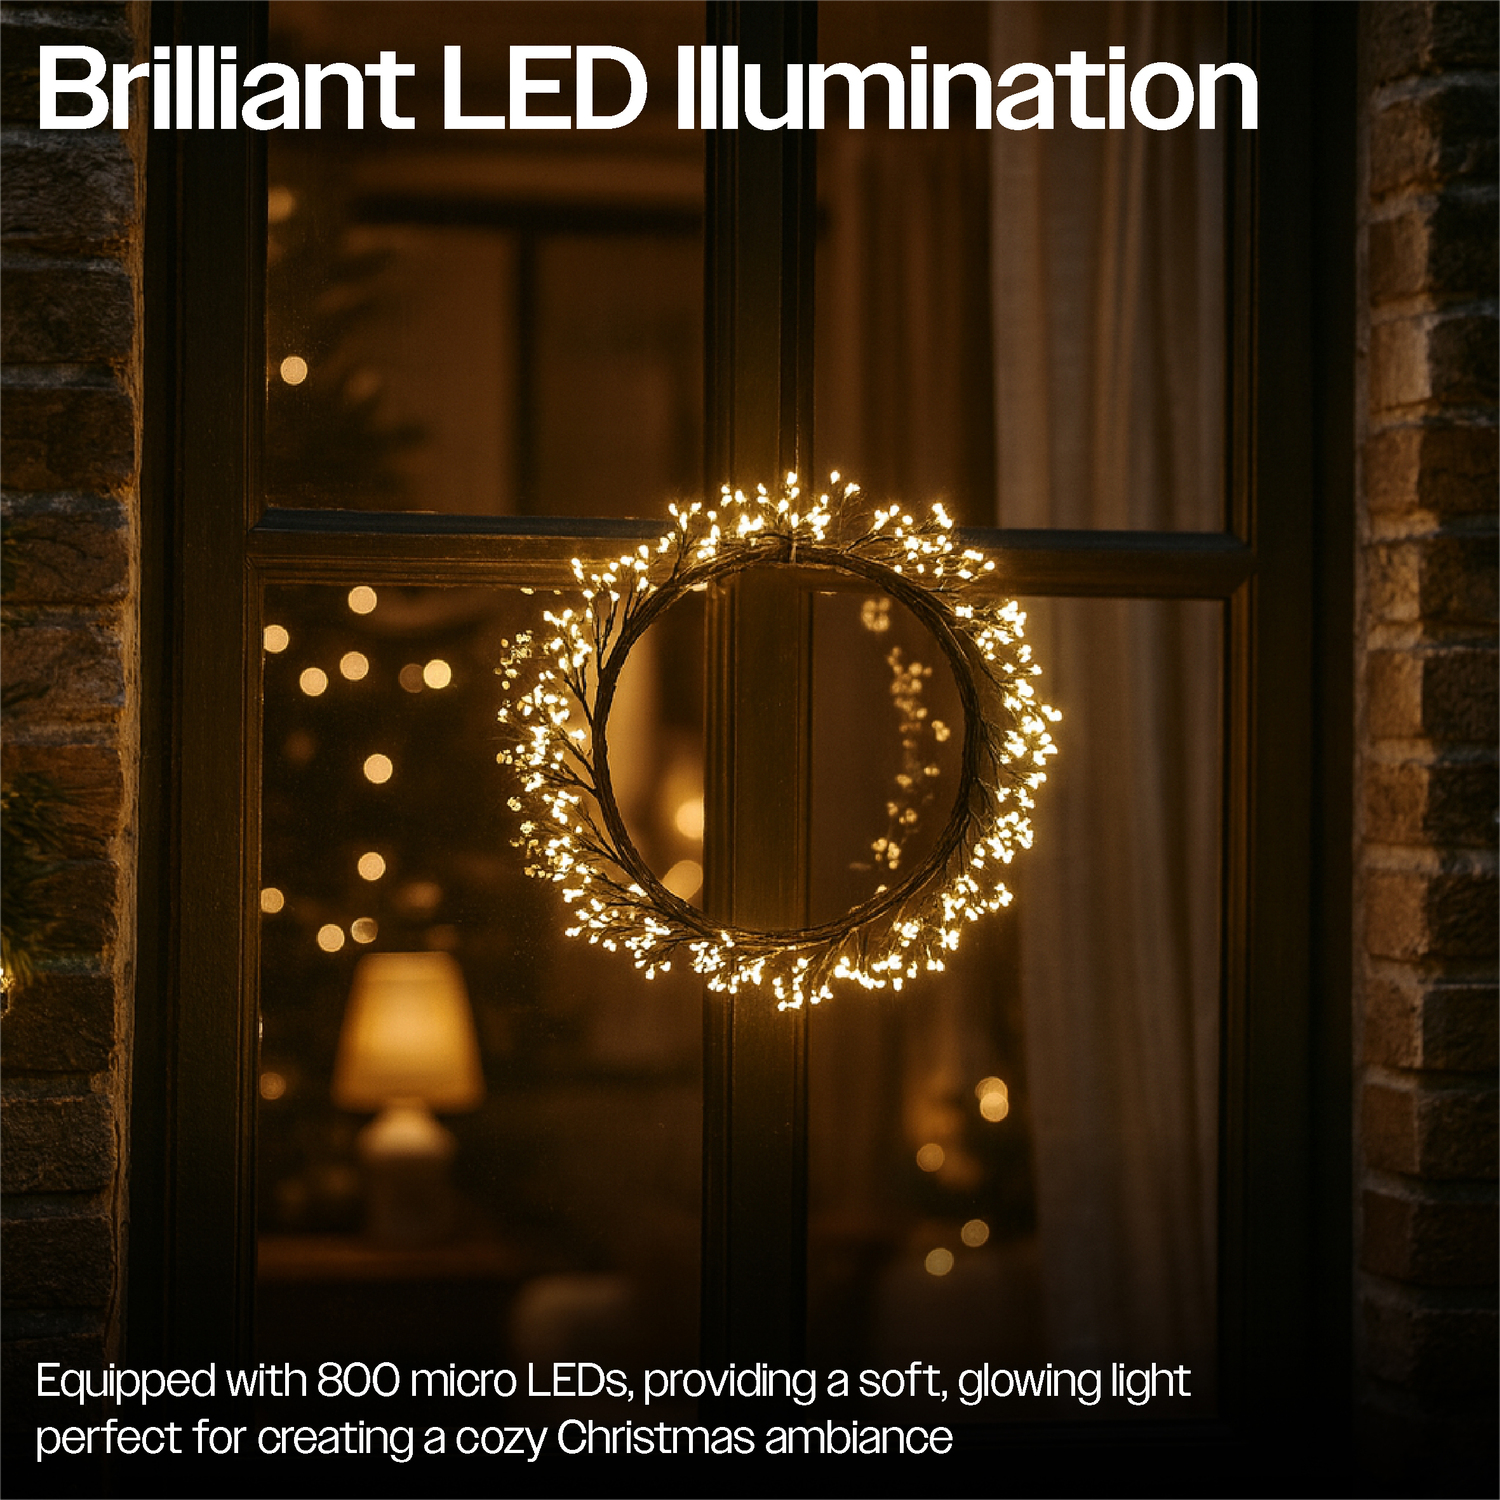 Brilliant LED Illumination
Equipped with 800 micro LEDs, providing a soft, glowing light
perfect for creating a cozy Christmas ambiance